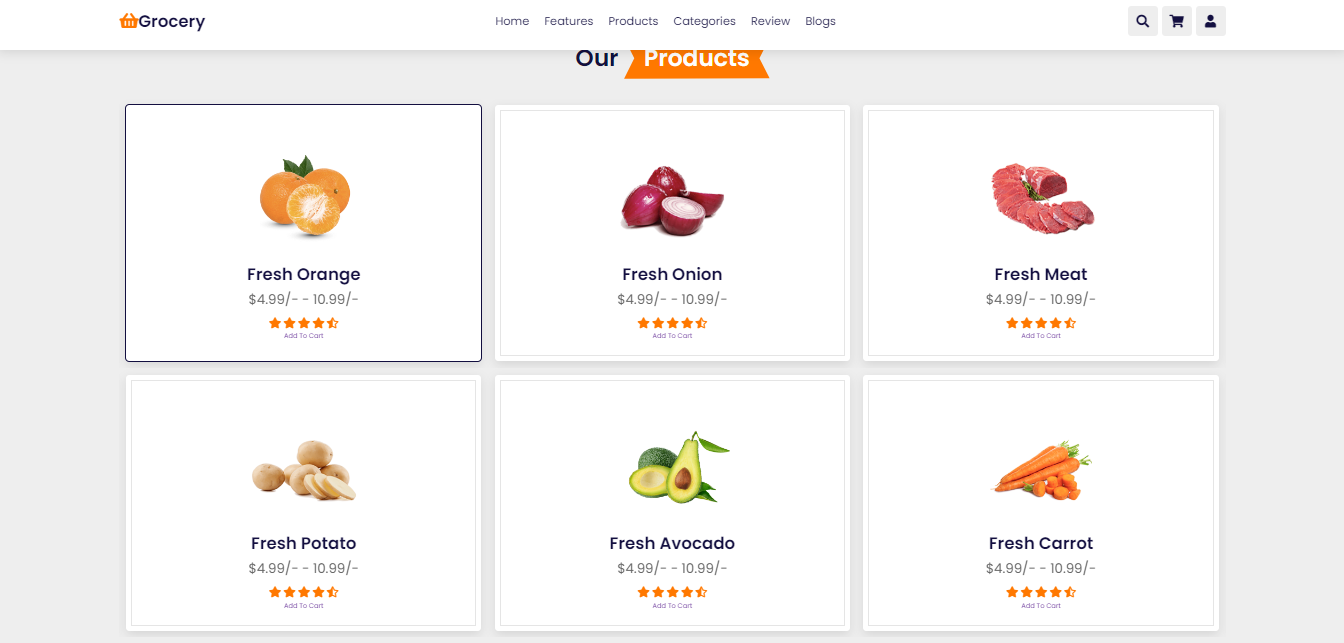 Grocery
Home Features Products Categories Review Blogs
Our Products
Fresh Orange
$4.99/- - 10.99/-
Add To Cart
Fresh Onion
$4.99/- - 10.99/-
Add To Cart
Fresh Meat
$4.99/- - 10.99/-
Add To Cart
Fresh Potato
$4.99/- - 10.99/-
Add To Cart
Fresh Avocado
$4.99/- - 10.99/-
Add To Cart
Fresh Carrot
$4.99/- - 10.99/-
Add To Cart